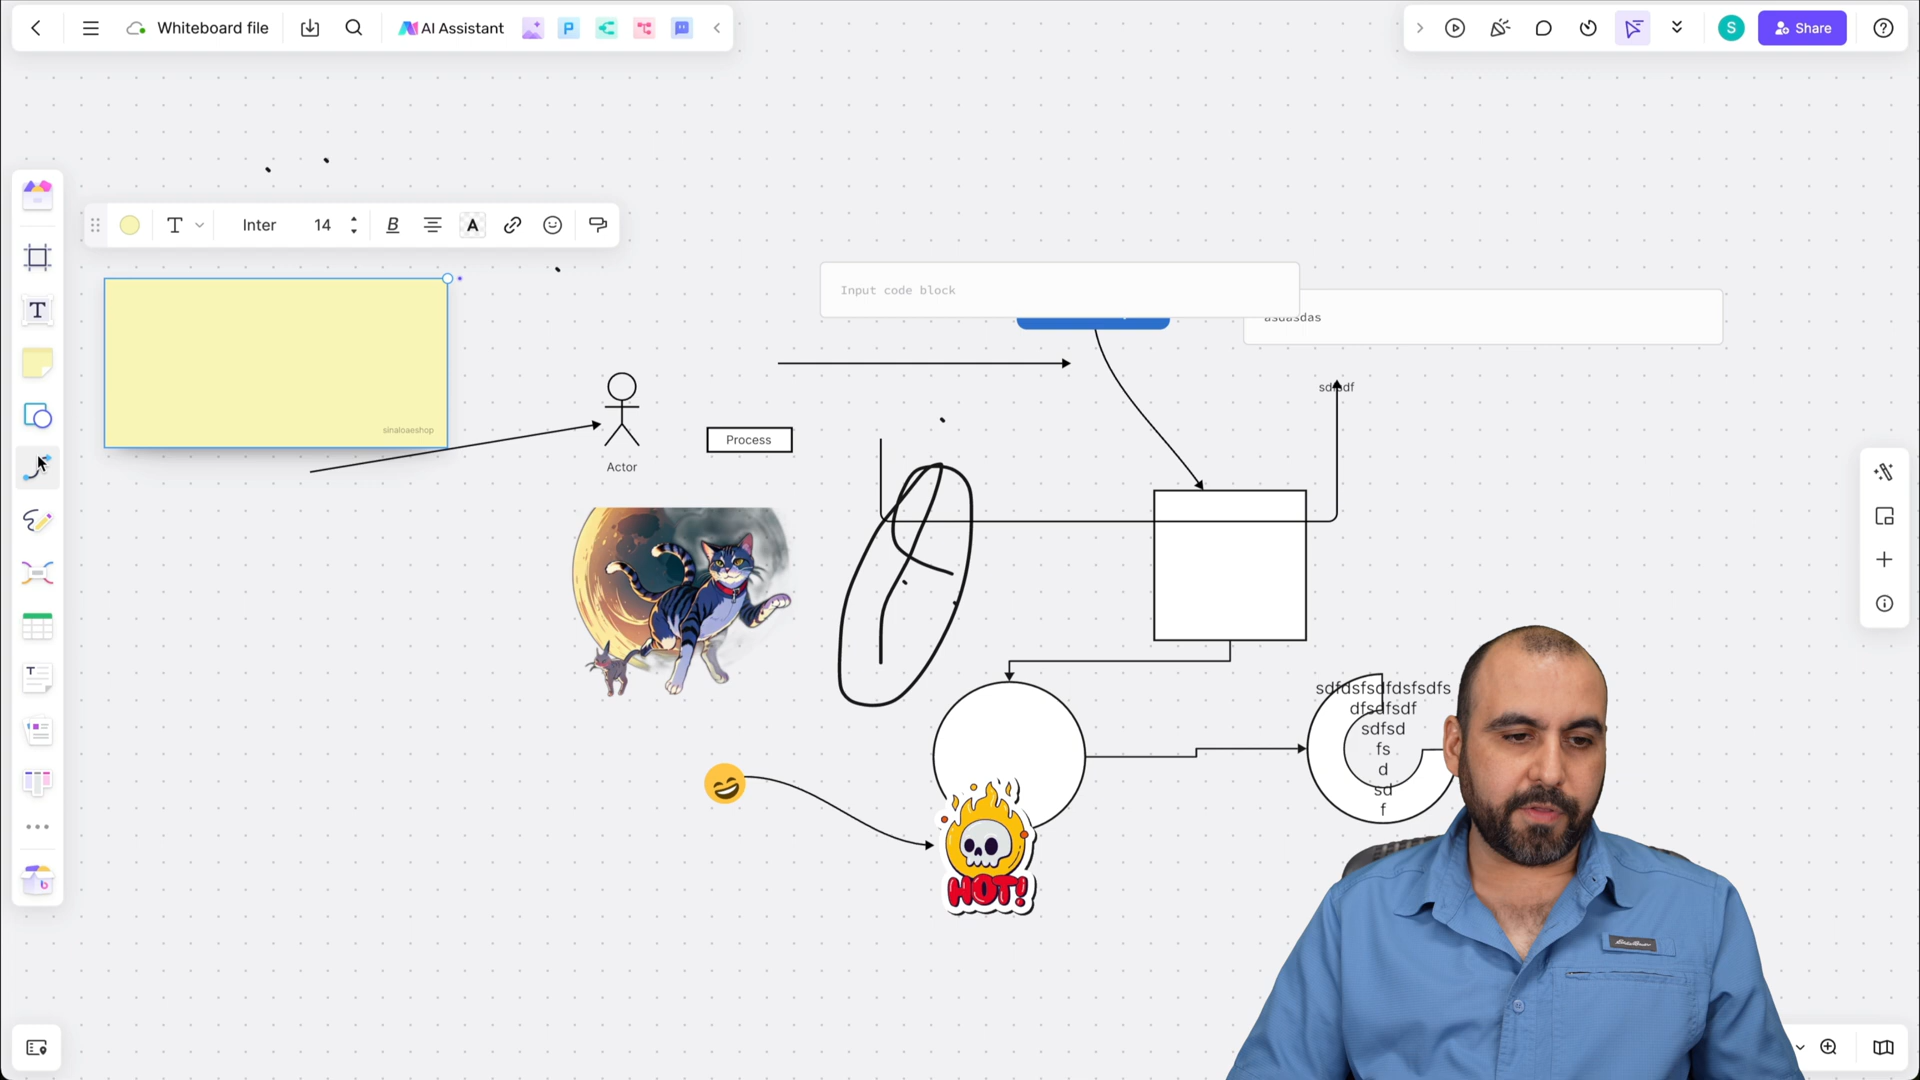 Whiteboard file
AI Assistant
S
Share
Inter
14
B
A
Input code block
asdasdas
sinaloaeshop
Actor
Process
HOT!
sdfdsfsdfdsfsdfs
dfsdfsdf
sdfsd
fs
d
sd
f